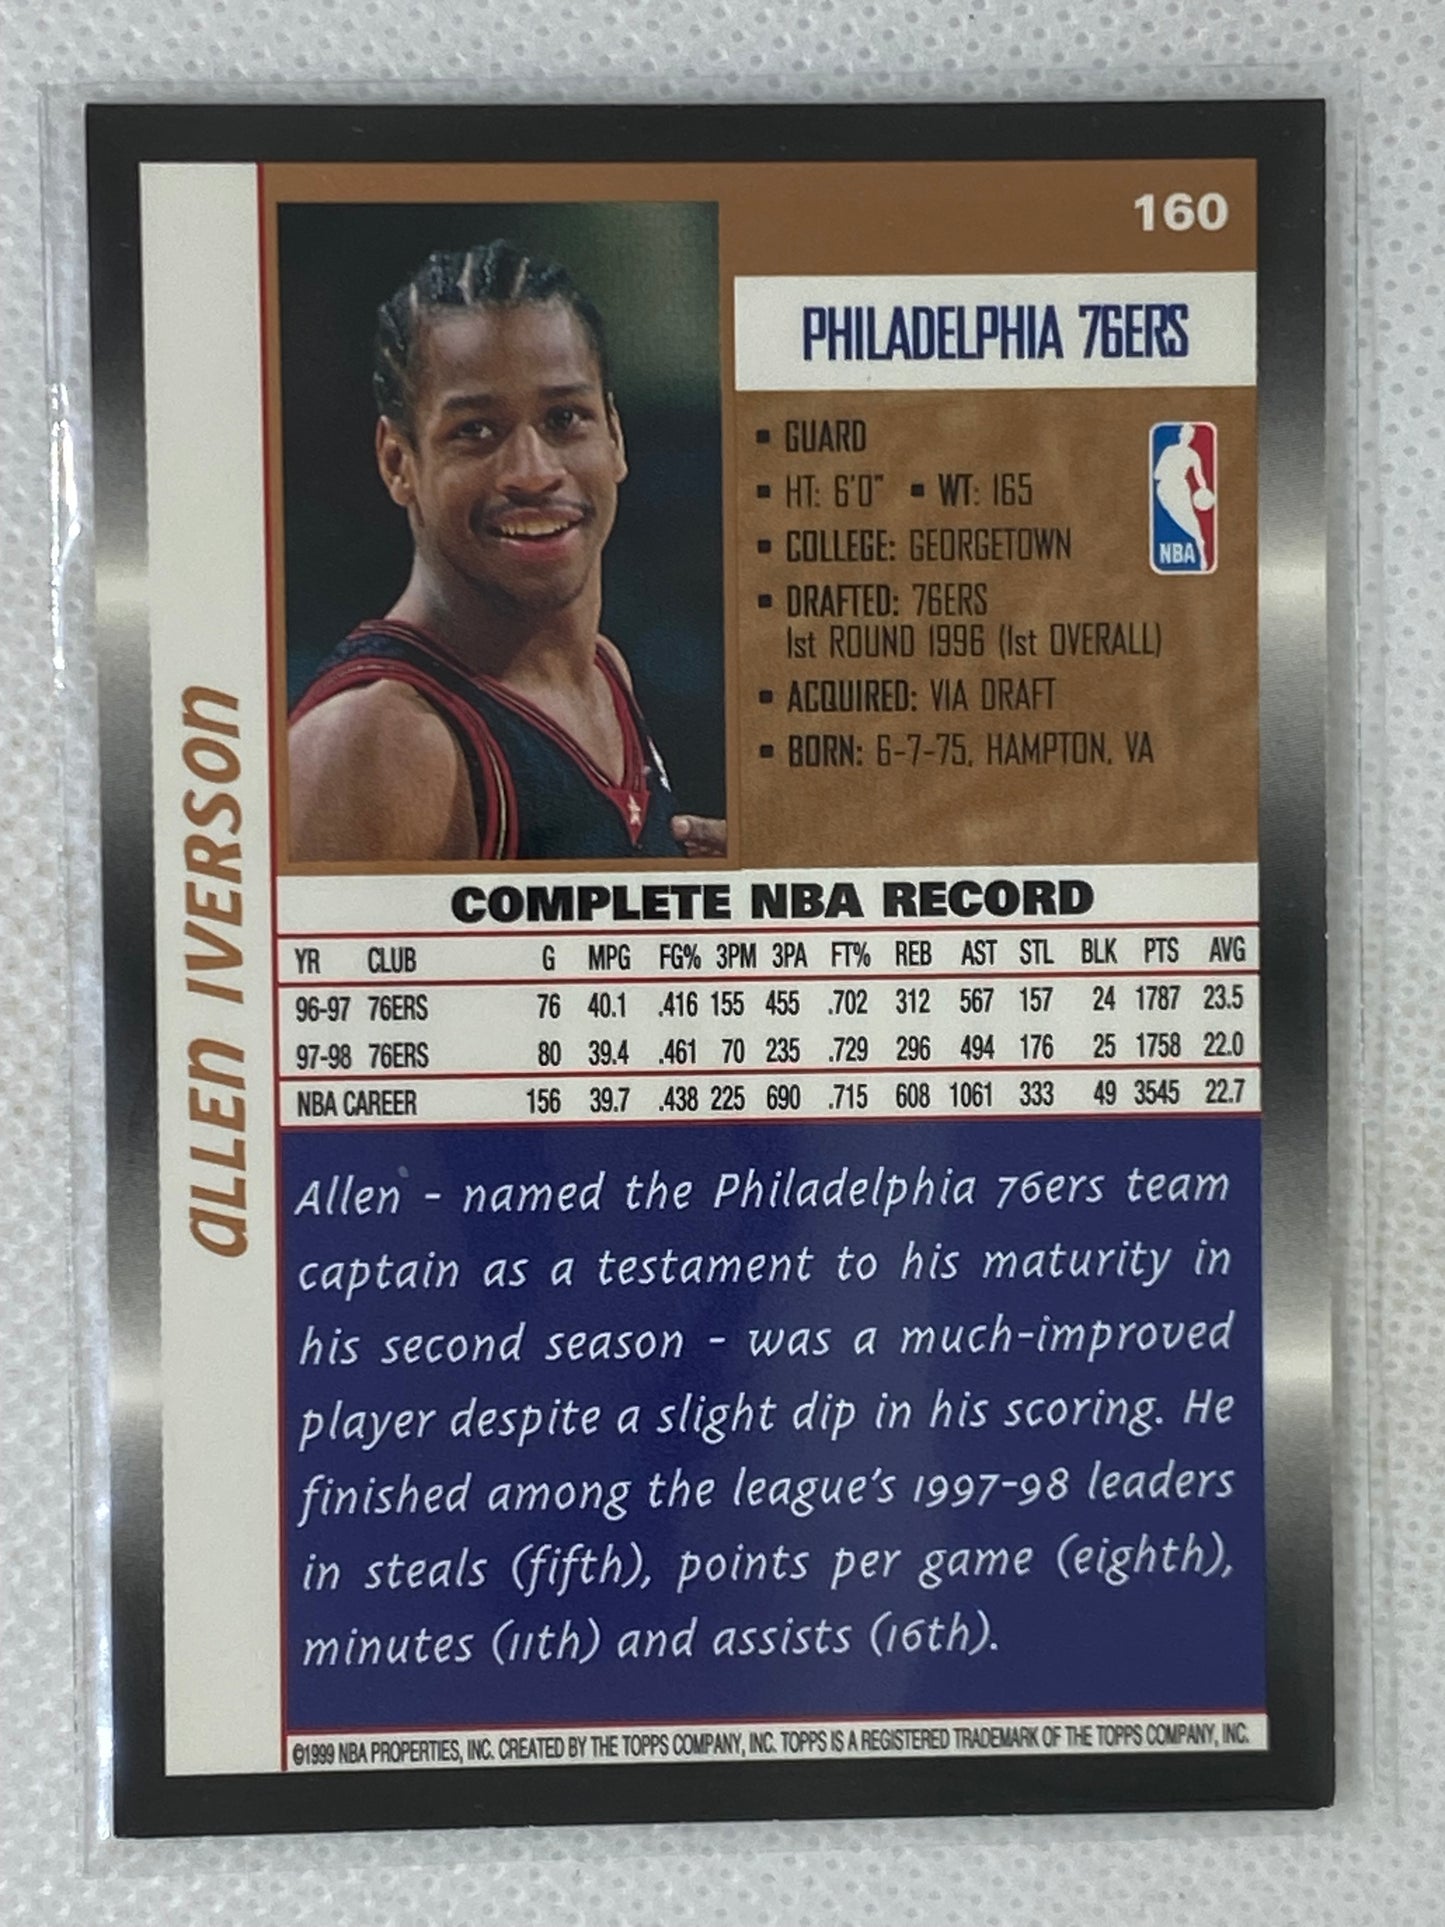 160
PHILADELPHIA 76ERS
▪ GUARD
▪ HT: 6'0" ▪ WT: 165
▪ COLLEGE: GEORGETOWN
▪ DRAFTED: 76ERS
1st ROUND 1996 (1st OVERALL)
▪ ACQUIRED: VIA DRAFT
▪ BORN: 6-7-75, HAMPTON, VA
NBA
aLLEn IVERSOn
COMPLETE NBA RECORD
YR CLUB G MPG FG% 3PM 3PA FT% REB AST STL BLK PTS AVG
96-97 76ERS 76 40.1 .416 155 455 .702 312 567 157 24 1787 23.5
97-98 76ERS 80 39.4 .461 70 235 .729 296 494 176 25 1758 22.0
NBA CAREER 156 39.7 .438 225 690 .715 608 1061 333 49 3545 22.7
Allen - named the Philadelphia 76ers team
captain as a testament to his maturity in
his second season - was a much-improved
player despite a slight dip in his scoring. He
finished among the league's 1997-98 leaders
in steals (fifth), points per game (eighth),
minutes (11th) and assists (16th).
©1999 NBA PROPERTIES, INC. CREATED BY THE TOPPS COMPANY, INC. TOPPS IS A REGISTERED TRADEMARK OF THE TOPPS COMPANY, INC.